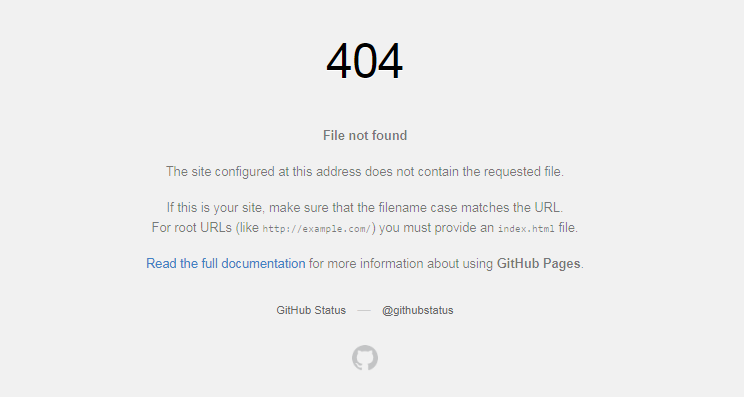 404
File not found
The site configured at this address does not contain the requested file.
If this is your site, make sure that the filename case matches the URL.
For root URLs (like http://example.com/) you must provide an index.html file.
Read the full documentation for more information about using GitHub Pages.
GitHub Status — @githubstatus